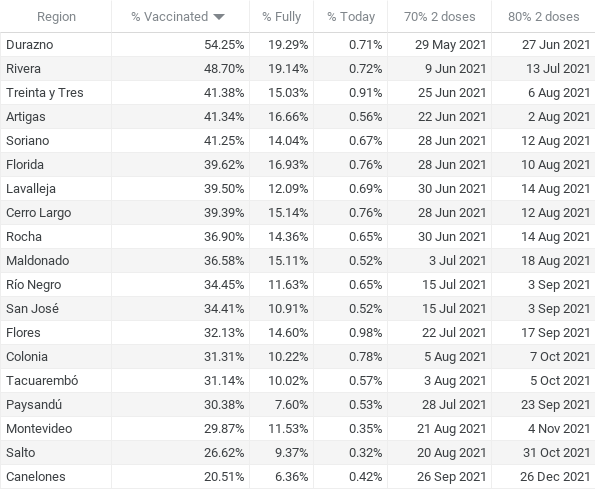 Region % Vaccinated % Fully % Today 70% 2 doses 80% 2 doses
Durazno 54.25% 19.29% 0.71% 29 May 2021 27 Jun 2021
Rivera 48.70% 19.14% 0.72% 9 Jun 2021 13 Jul 2021
Treinta y Tres 41.38% 15.03% 0.91% 25 Jun 2021 6 Aug 2021
Artigas 41.34% 16.66% 0.56% 22 Jun 2021 2 Aug 2021
Soriano 41.25% 14.04% 0.67% 28 Jun 2021 12 Aug 2021
Florida 39.62% 16.93% 0.76% 28 Jun 2021 10 Aug 2021
Lavalleja 39.50% 12.09% 0.69% 30 Jun 2021 14 Aug 2021
Cerro Largo 39.39% 15.14% 0.76% 28 Jun 2021 12 Aug 2021
Rocha 36.90% 14.36% 0.65% 30 Jun 2021 14 Aug 2021
Maldonado 36.58% 15.11% 0.52% 3 Jul 2021 18 Aug 2021
Río Negro 34.45% 11.63% 0.65% 15 Jul 2021 3 Sep 2021
San José 34.41% 10.91% 0.52% 15 Jul 2021 3 Sep 2021
Flores 32.13% 14.60% 0.98% 22 Jul 2021 17 Sep 2021
Colonia 31.31% 10.22% 0.78% 5 Aug 2021 7 Oct 2021
Tacuarembó 31.14% 10.02% 0.57% 3 Aug 2021 5 Oct 2021
Paysandú 30.38% 7.60% 0.53% 28 Jul 2021 23 Sep 2021
Montevideo 29.87% 11.53% 0.35% 21 Aug 2021 4 Nov 2021
Salto 26.62% 9.37% 0.32% 20 Aug 2021 31 Oct 2021
Canelones 20.51% 6.36% 0.42% 26 Sep 2021 26 Dec 2021